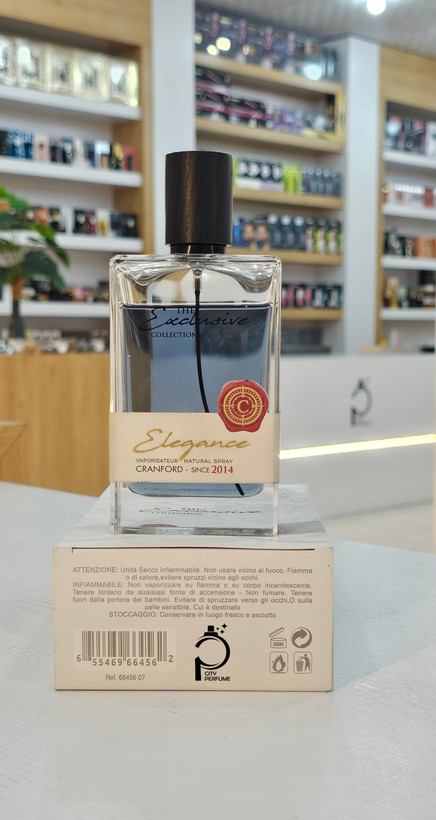 THE
Exclusive
COLLECTION
C
Elegance
VAPORISATEUR NATURAL SPRAY
CRANFORD - SINCE 2014
ATTENZIONE: Unità Secco infiammabile. Non usare vicino al fuoco. Fiamma
o di calore,evitare spruzzi vicino agli occhi.
INFIAMMABILE: Non vaporizzare su fiamma o su corpo incandescente.
Tenere lontano da auaisiasi fonte di accensione - Non fumare. Tenere
fuori dalla portora dei bambini. Evitare di spruzzare verso gli occhi,O sulla
pelle sensibile. Cui è destinato
STOCCAGGIO: Conservare in luogo fresco e asciutto
6 55469 66456 2
Ref. 66456 07
CITY
PERFUME
36M